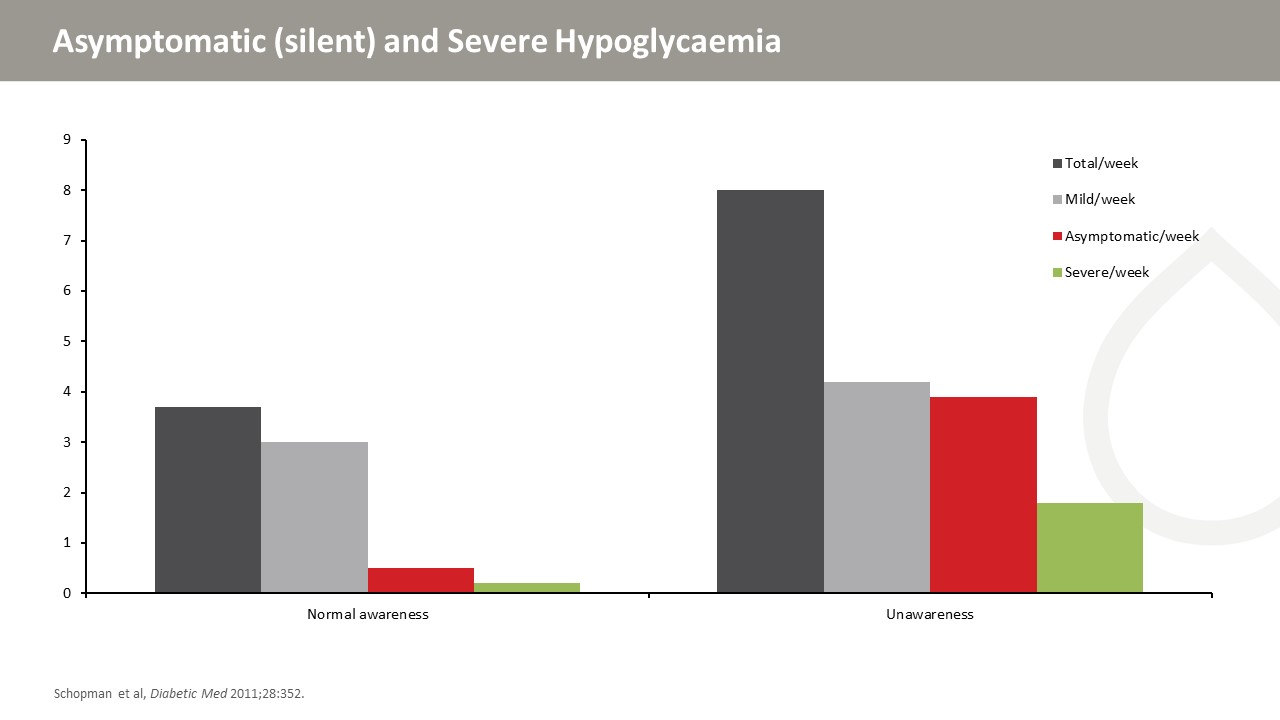 Asymptomatic (silent) and Severe Hypoglycaemia
9
8
7
6
5
4
3
2
1
0
Total/week
Mild/week
Asymptomatic/week
Severe/week
Normal awareness
Unawareness
Schopman et al, Diabetic Med 2011;28:352.